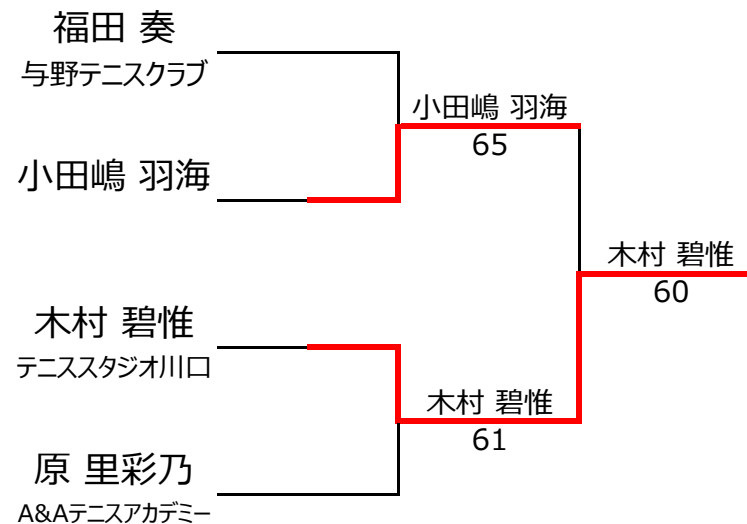 福田 奏
与野テニスクラブ
小田嶋 羽海
65
小田嶋 羽海
木村 碧惟
60
木村 碧惟
テニススタジオ川口
木村 碧惟
61
原 里彩乃
A&Aテニスアカデミー